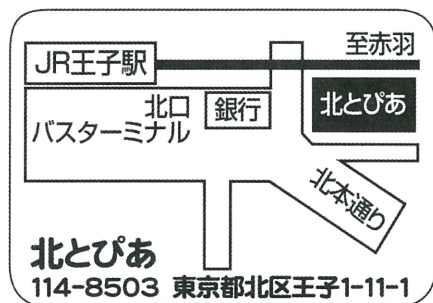 至赤羽
JR王子駅
北口
バスターミナル
銀行
北とぴあ
北本通り
北とぴあ
114-8503 東京都北区王子1-11-1